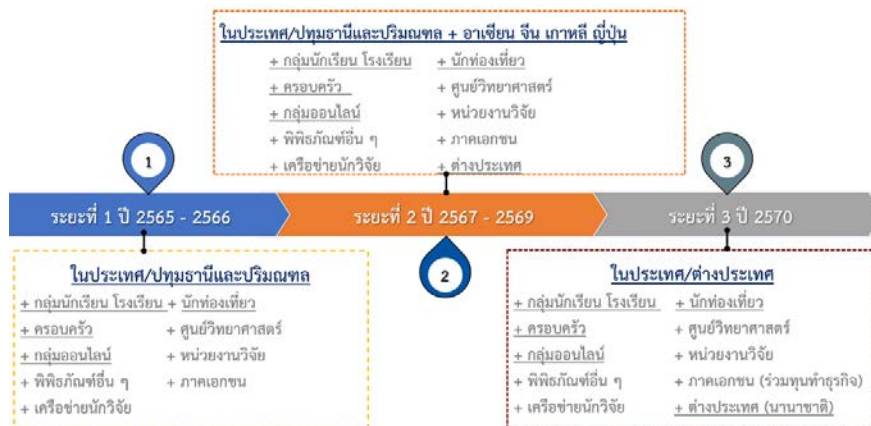 ในประเทศ/ปทุมธานีและปริมณฑล + อาเซียน จีน เกาหลี ญี่ปุ่น
+ กลุ่มนักเรียน โรงเรียน + นักท่องเที่ยว
+ ครอบครัว + ศูนย์วิทยาศาสตร์
+ กลุ่มออนไลน์ + หน่วยงานวิจัย
+ พิพิธภัณฑ์อื่น ๆ + ภาคเอกชน
+ เครือข่ายนักวิจัย + ต่างประเทศ
1
3
ระยะที่ 1 ปี 2565 - 2566
ระยะที่ 2 ปี 2567 - 2569
ระยะที่ 3 ปี 2570
2
ในประเทศ/ปทุมธานีและปริมณฑล
+ กลุ่มนักเรียน โรงเรียน + นักท่องเที่ยว
+ ครอบครัว + ศูนย์วิทยาศาสตร์
+ กลุ่มออนไลน์ + หน่วยงานวิจัย
+ พิพิธภัณฑ์อื่น ๆ + ภาคเอกชน
+ เครือข่ายนักวิจัย
ในประเทศ/ต่างประเทศ
+ กลุ่มนักเรียน โรงเรียน + นักท่องเที่ยว
+ ครอบครัว + ศูนย์วิทยาศาสตร์
+ กลุ่มออนไลน์ + หน่วยงานวิจัย
+ พิพิธภัณฑ์อื่น ๆ + ภาคเอกชน (ร่วมทุนทำธุรกิจ)
+ เครือข่ายนักวิจัย + ต่างประเทศ (นานาชาติ)